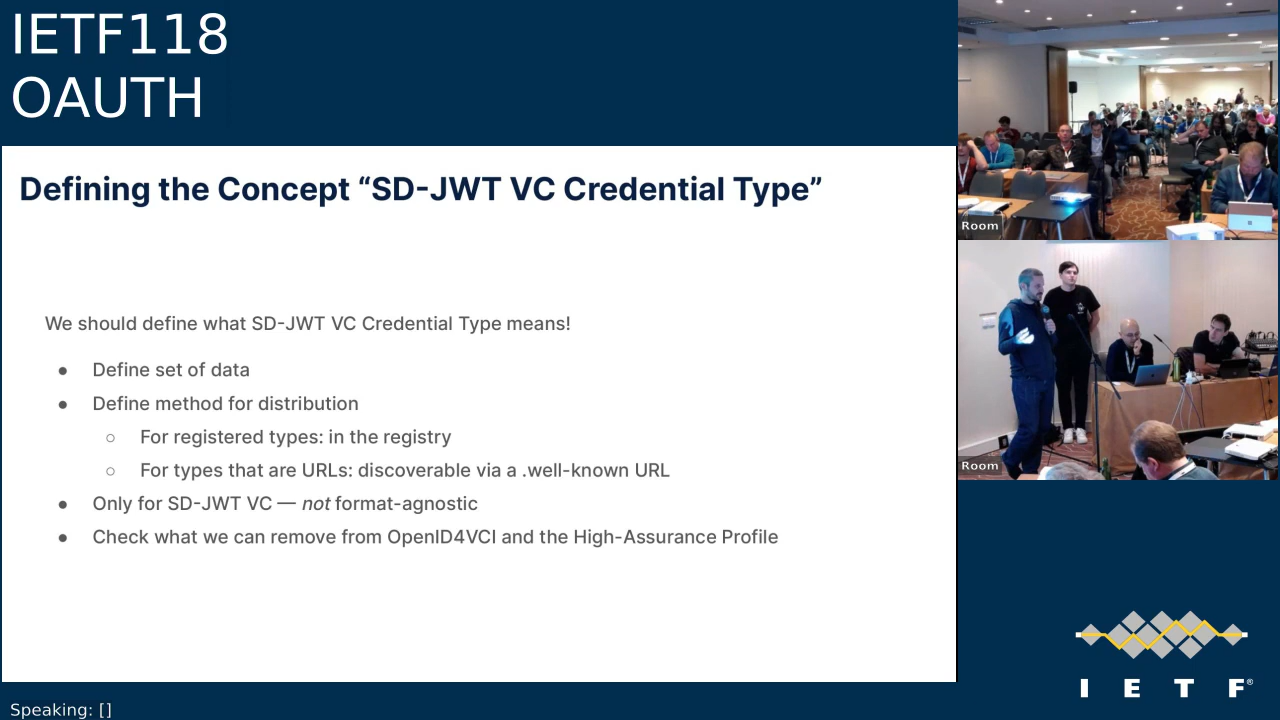 IETF118
OAUTH
Defining the Concept “SD-JWT VC Credential Type”
We should define what SD-JWT VC Credential Type means!
● Define set of data
● Define method for distribution
○ For registered types: in the registry
○ For types that are URLs: discoverable via a .well-known URL
● Only for SD-JWT VC — not format-agnostic
● Check what we can remove from OpenID4VCI and the High-Assurance Profile
Room
Room
I E T F®
Speaking: []